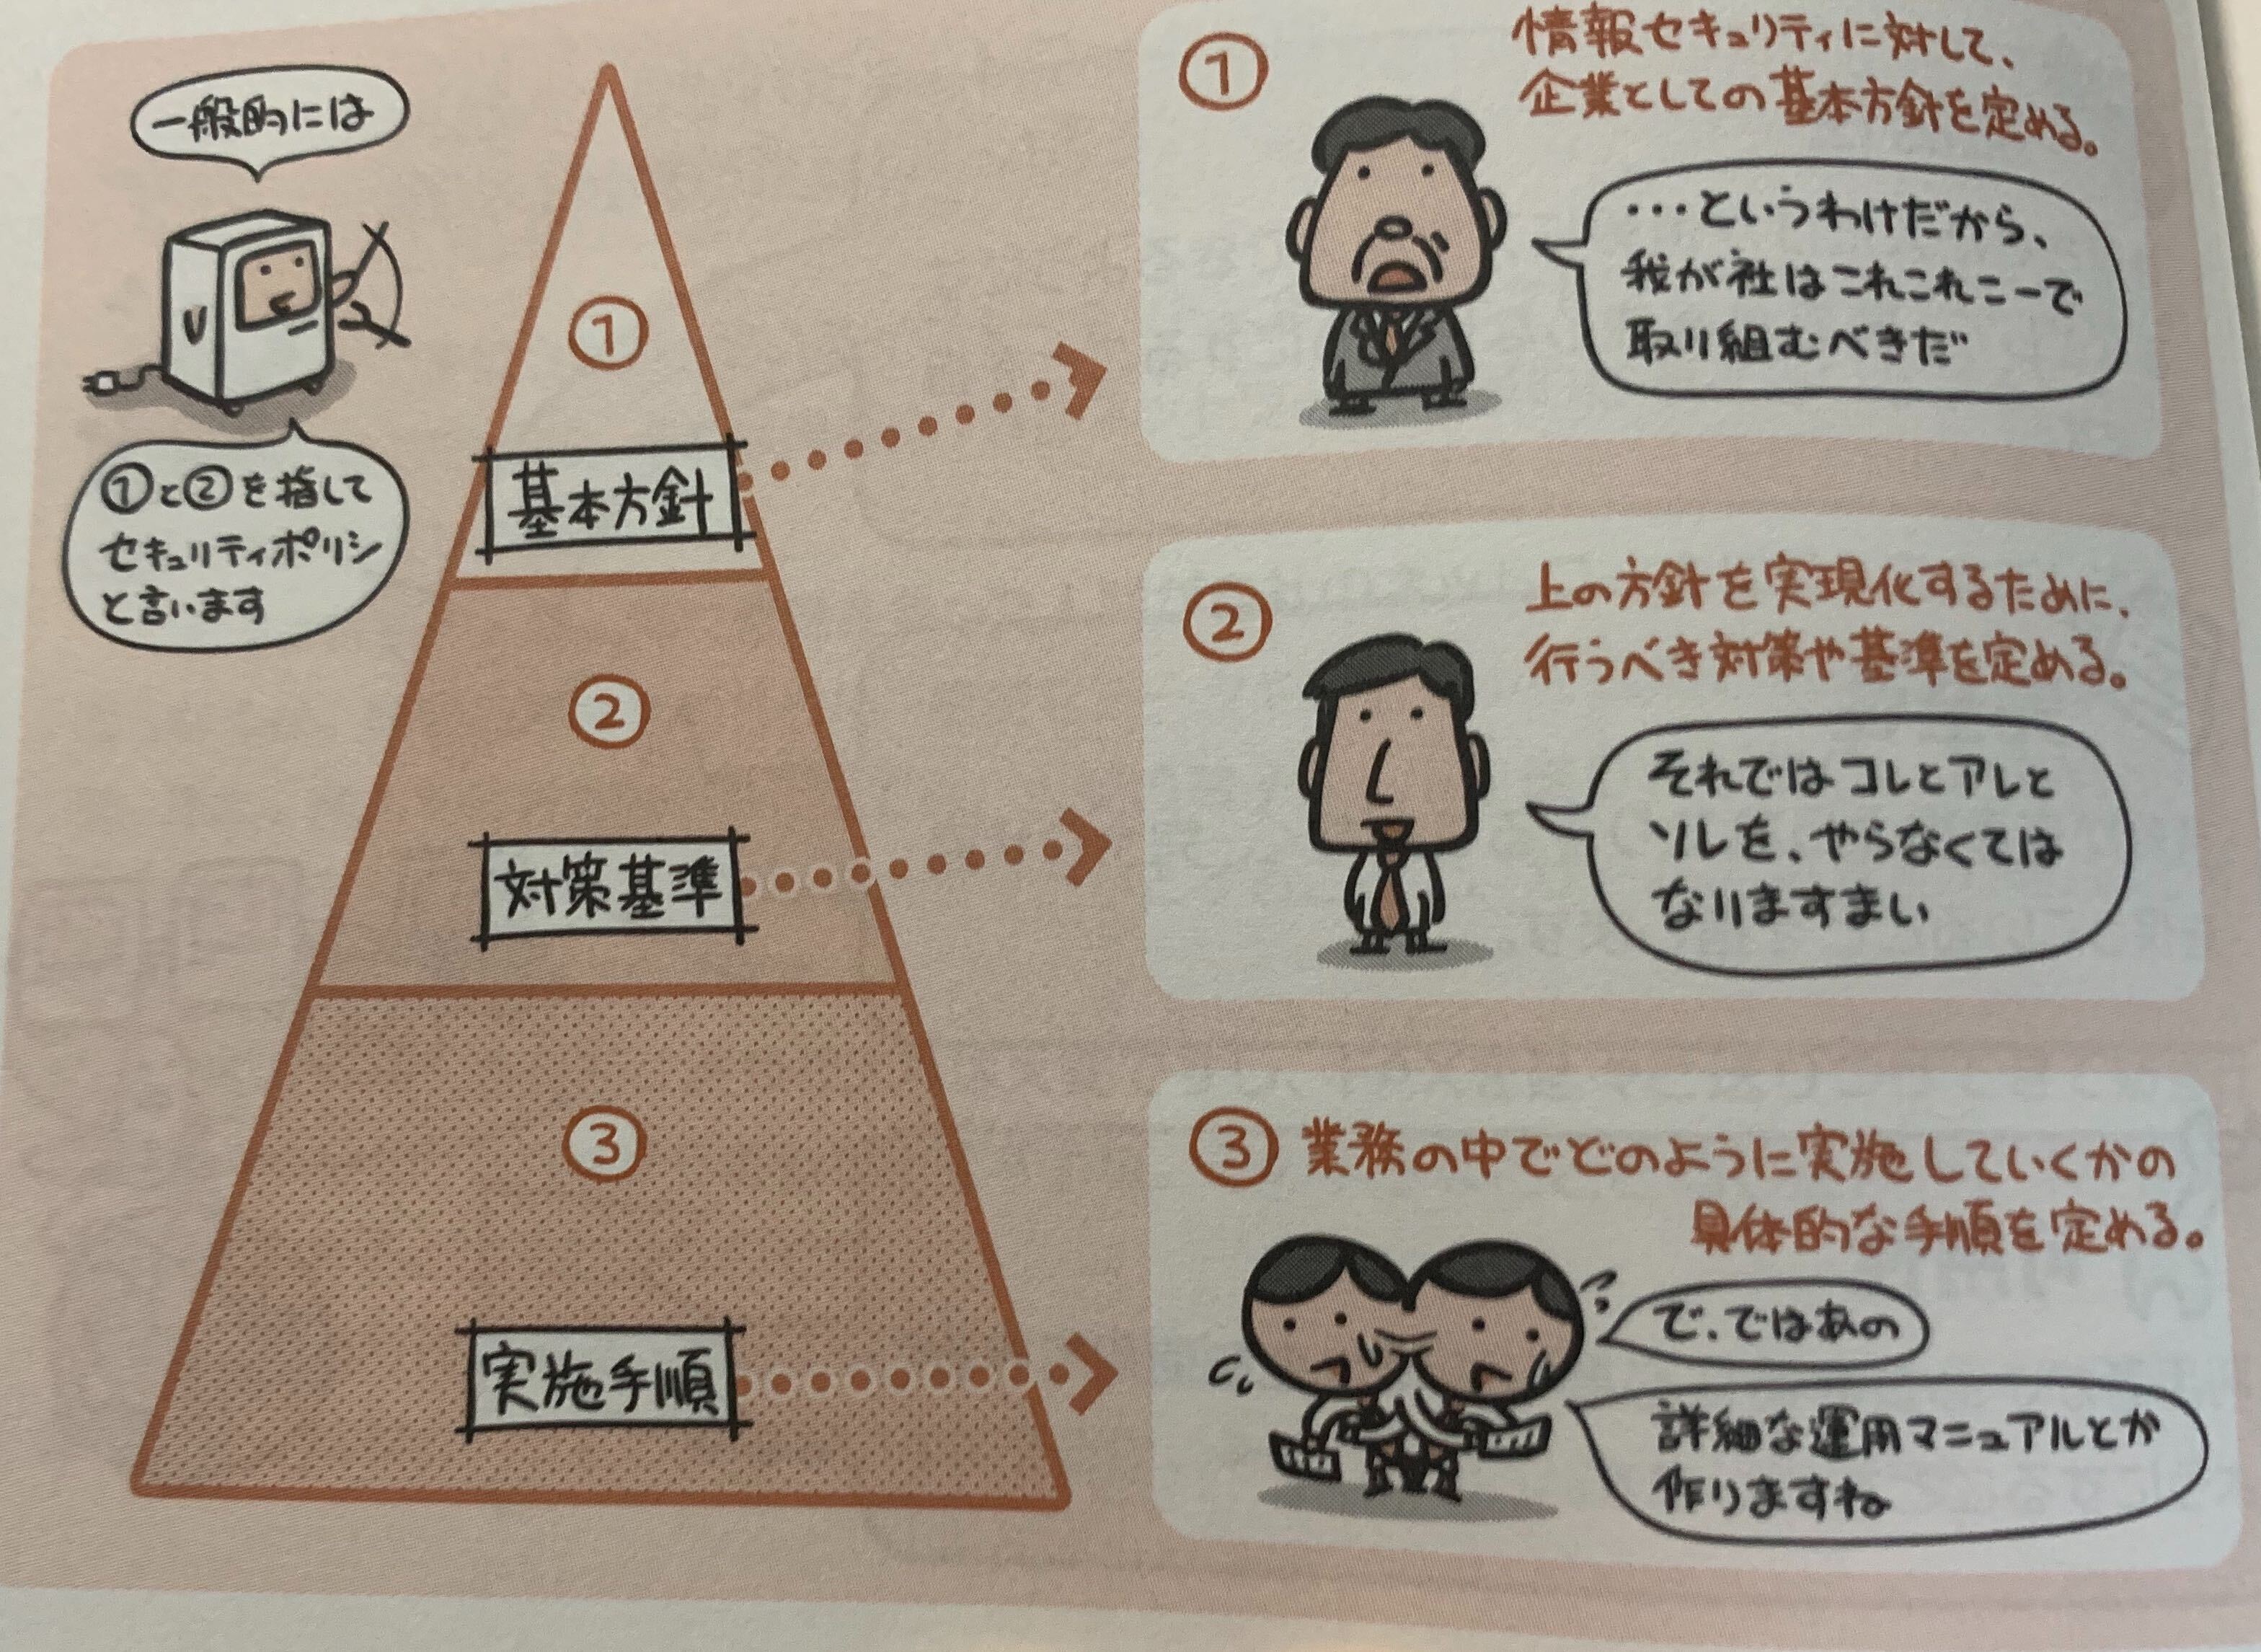 一般的には
①と②を指して
セキュリティポリシ
と言います
①
基本方針
②
対策基準
③
実施手順
①
情報セキュリティに対して、
企業としての基本方針を定める。
…というわけだから、
我が社はこれこれこーで
取り組むべきだ
②
上の方針を実現化するために、
行うべき対策や基準を定める。
それではコレとアレと
ソレを、やらなくては
なりますまい
③ 業務の中でどのように実施していくかの
具体的な手順を定める。
で、ではあの
詳細な運用マニュアルとか
作りますね